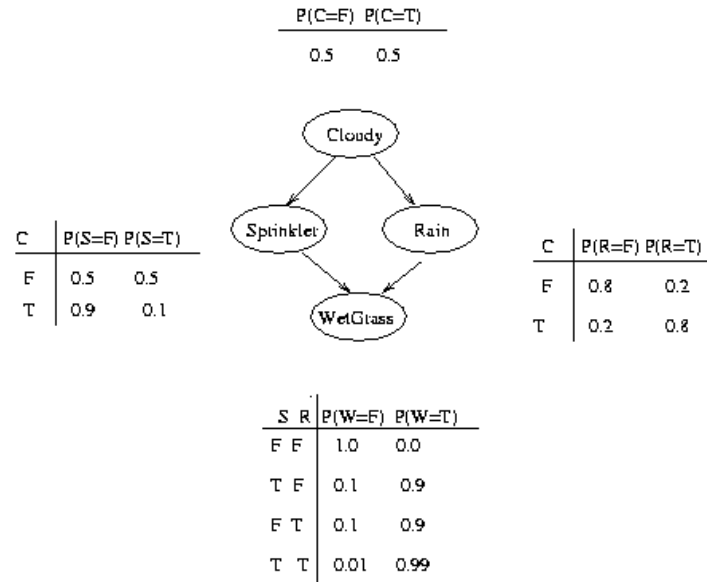 P(C=F) P(C=T)
0.5 0.5
Cloudy
Sprinkler
Rain
C P(S=F) P(S=T)
F 0.5 0.5
T 0.9 0.1
C P(R=F) P(R=T)
F 0.8 0.2
T 0.2 0.8
WetGrass
S R P(W=F) P(W=T)
F F 1.0 0.0
T F 0.1 0.9
F T 0.1 0.9
T T 0.01 0.99